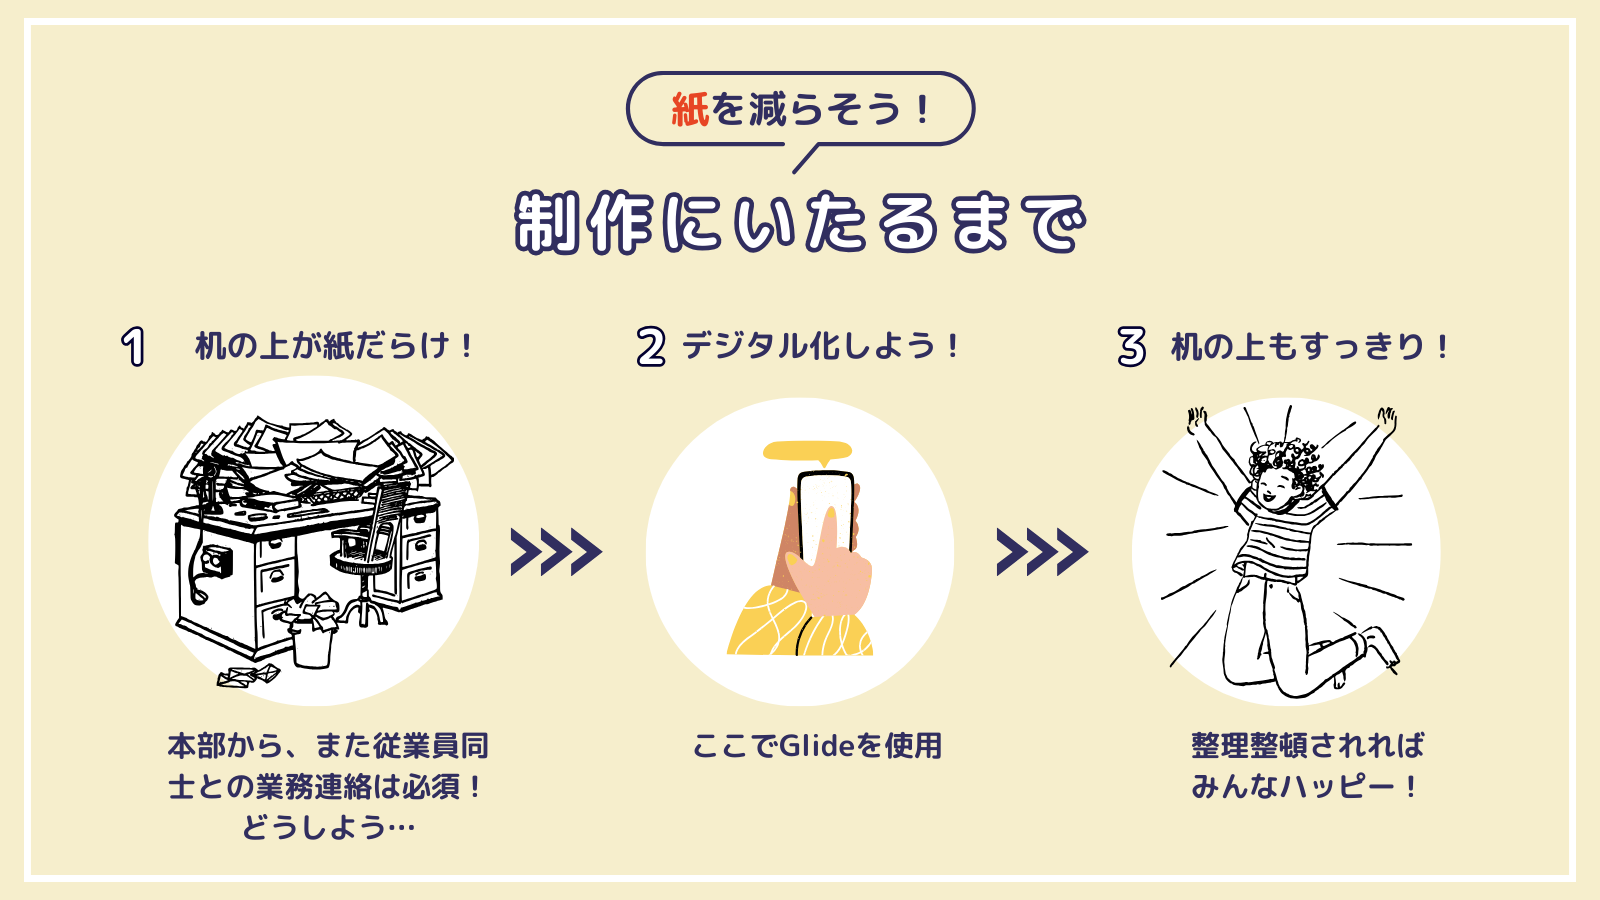 紙を減らそう！
制作にいたるまで
1 机の上が紙だらけ！
2 デジタル化しよう！
3 机の上もすっきり！
本部から、また従業員同
士との業務連絡は必須！
どうしよう…
ここでGlideを使用
整理整頓されれば
みんなハッピー！